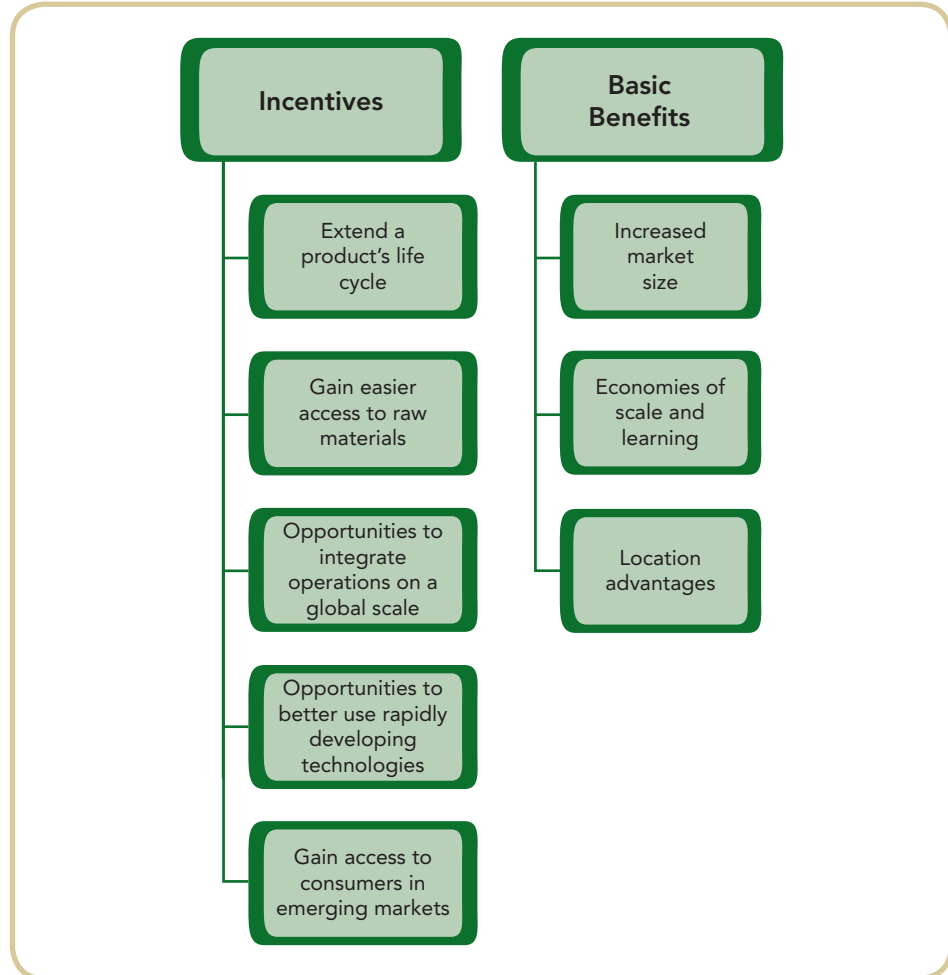 Incentives
Extend a
product’s life
cycle
Gain easier
access to raw
materials
Opportunities to
integrate
operations on a
global scale
Opportunities to
better use rapidly
developing
technologies
Gain access to
consumers in
emerging markets
Basic
Benefits
Increased
market
size
Economies of
scale and
learning
Location
advantages